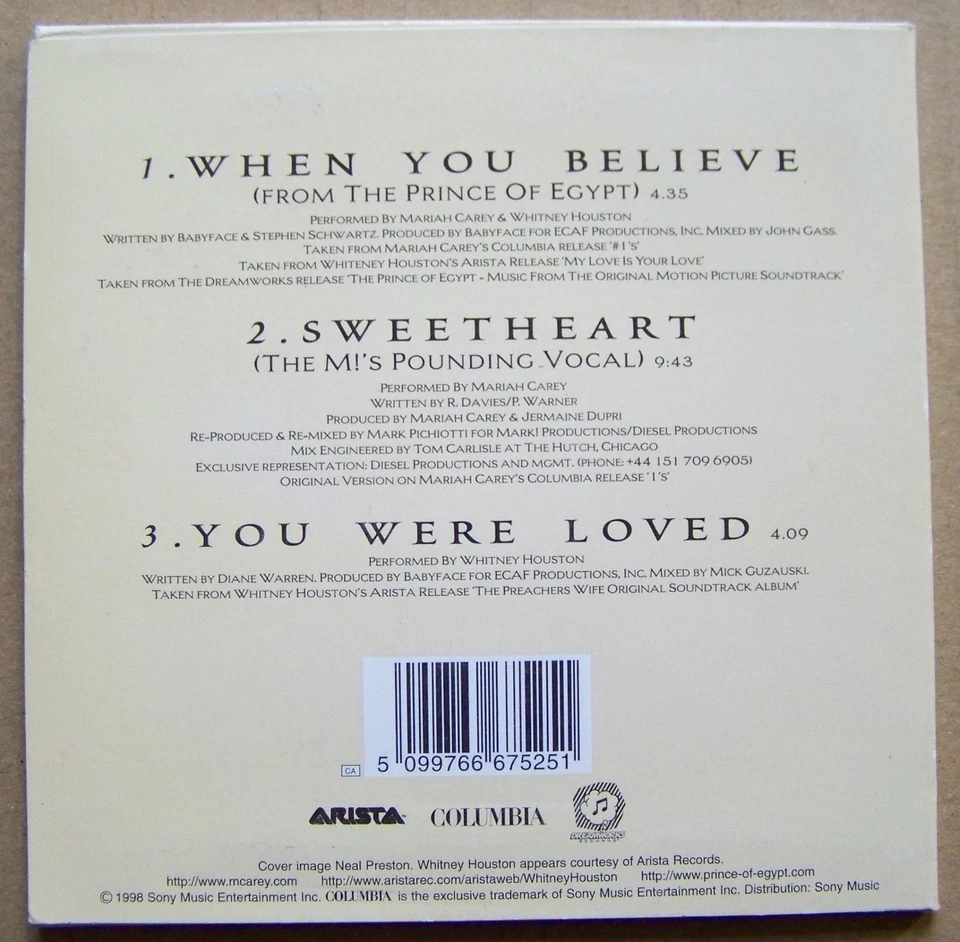 1. WHEN YOU BELIEVE
(FROM THE PRINCE OF EGYPT) 4.35
PERFORMED BY MARIAH CAREY & WHITNEY HOUSTON
WRITTEN BY BABYFACE & STEPHEN SCHWARTZ. PRODUCED BY BABYFACE FOR ECAF PRODUCTIONS, INC. MIXED BY JOHN GASS.
TAKEN FROM MARIAH CAREY'S COLUMBIA RELEASE '#1'S'
TAKEN FROM WHITENEY HOUSTON'S ARISTA RELEASE 'MY LOVE IS YOUR LOVE'
TAKEN FROM THE DREAMWORKS RELEASE 'THE PRINCE OF EGYPT - MUSIC FROM THE ORIGINAL MOTION PICTURE SOUNDTRACK'
2. SWEETHEART
(THE M!'S POUNDING VOCAL) 9:43
PERFORMED BY MARIAH CAREY
WRITTEN BY R. DAVIES/P. WARNER
PRODUCED BY MARIAH CAREY & JERMAINE DUPRI
RE-PRODUCED & RE-MIXED BY MARK PICHIOTTI FOR MARK! PRODUCTIONS/DIESEL PRODUCTIONS
MIX ENGINEERED BY TOM CARLISLE AT THE HUTCH, CHICAGO
EXCLUSIVE REPRESENTATION: DIESEL PRODUCTIONS AND MGMT. (PHONE: +44 151 709 6905)
ORIGINAL VERSION ON MARIAH CAREY'S COLUMBIA RELEASE '1'S'
3. YOU WERE LOVED 4.09
PERFORMED BY WHITNEY HOUSTON
WRITTEN BY DIANE WARREN. PRODUCED BY BABYFACE FOR ECAF PRODUCTIONS, INC. MIXED BY MICK GUZAUSKI.
TAKEN FROM WHITNEY HOUSTON'S ARISTA RELEASE 'THE PREACHERS WIFE ORIGINAL SOUNDTRACK ALBUM'
CA 5 099766 675251
ARISTA COLUMBIA DREAMWORKS RECORDS
Cover image Neal Preston. Whitney Houston appears courtesy of Arista Records.
http://www.mcarey.com http://www.aristarec.com/aristaweb/WhitneyHouston http://www.prince-of-egypt.com
© 1998 Sony Music Entertainment Inc. COLUMBIA is the exclusive trademark of Sony Music Entertainment Inc. Distribution: Sony Music